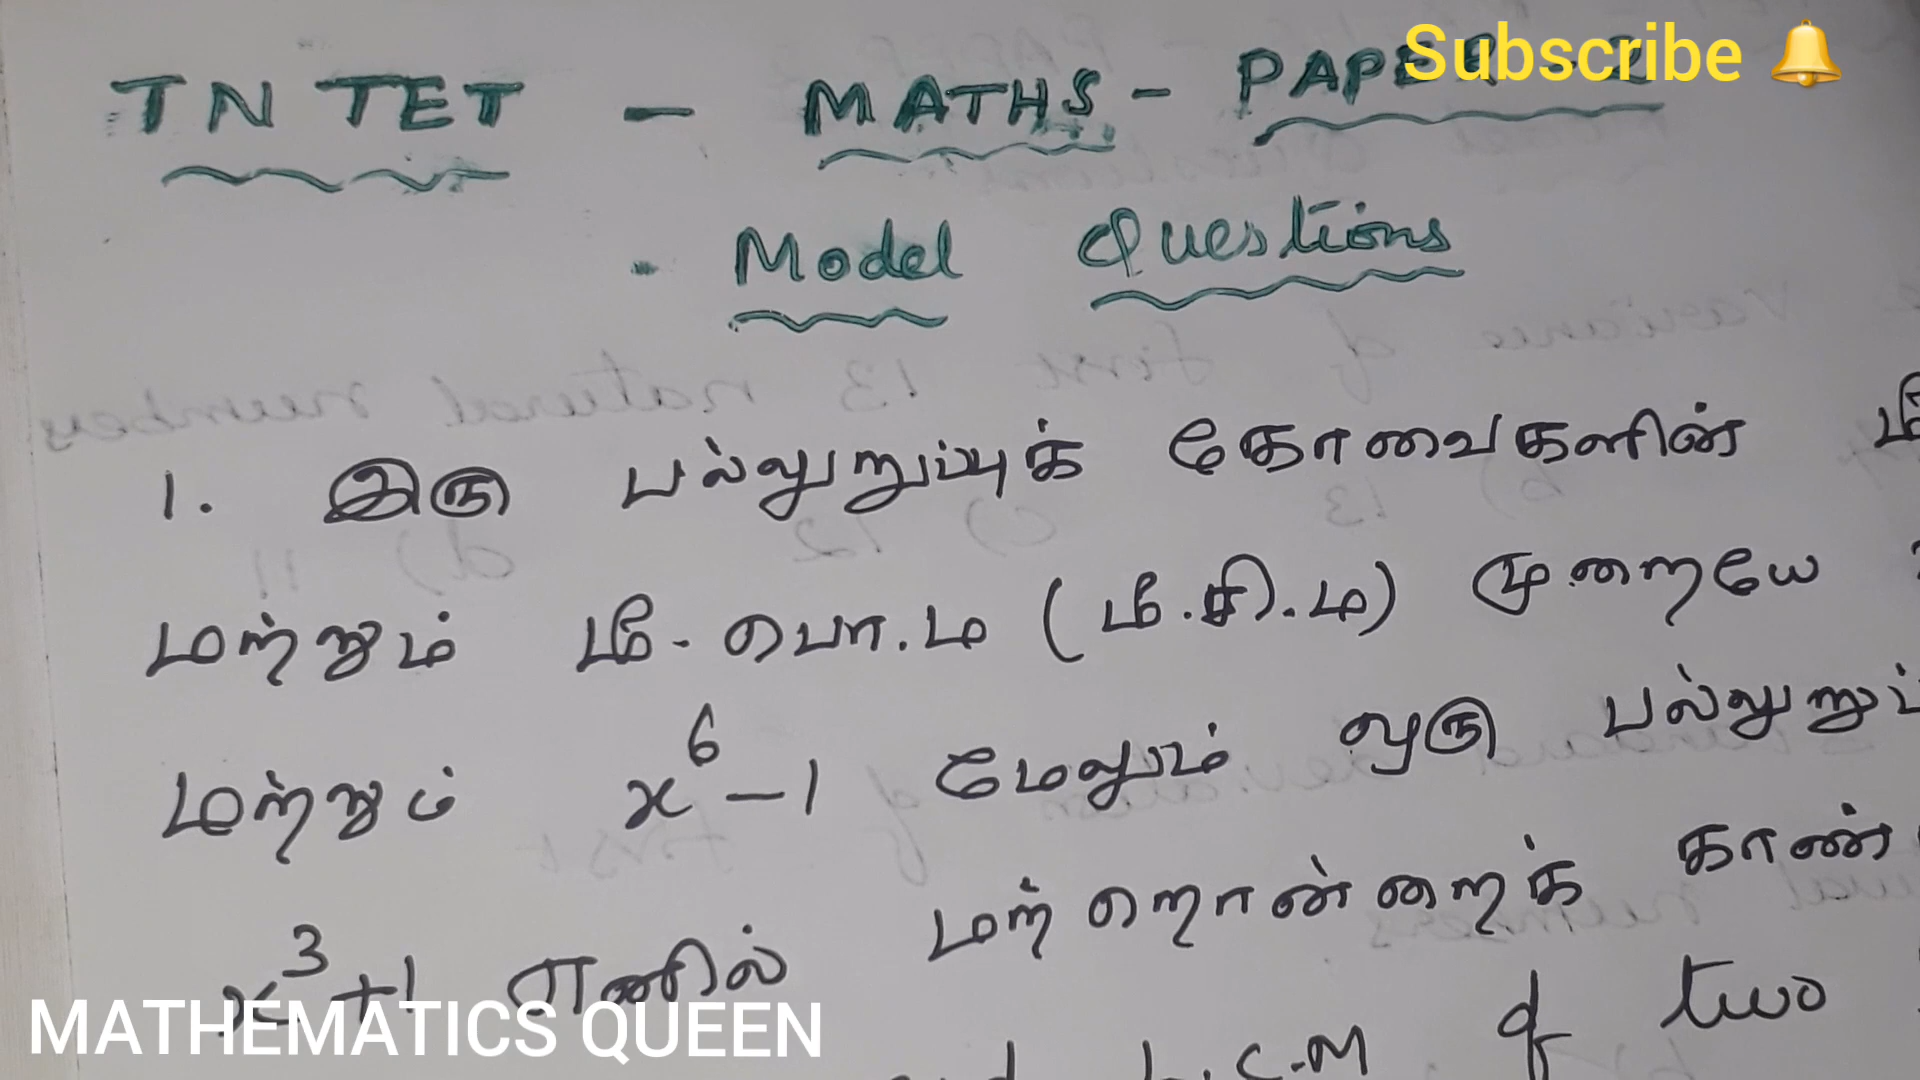 Subscribe 🔔
TN TET - MATHS - PAPER - 2
Model Questions
1. இரு பல்லுறுப்புக் கோவைகளின்
மற்றும் மீ.பொ.ம (மீ.சி.ம) முறையே
மற்றும் x⁶-1 மேலும் ஒரு
x³+1 எனில் மற்றொன்றைக்
L.C.M of two
MATHEMATICS QUEEN